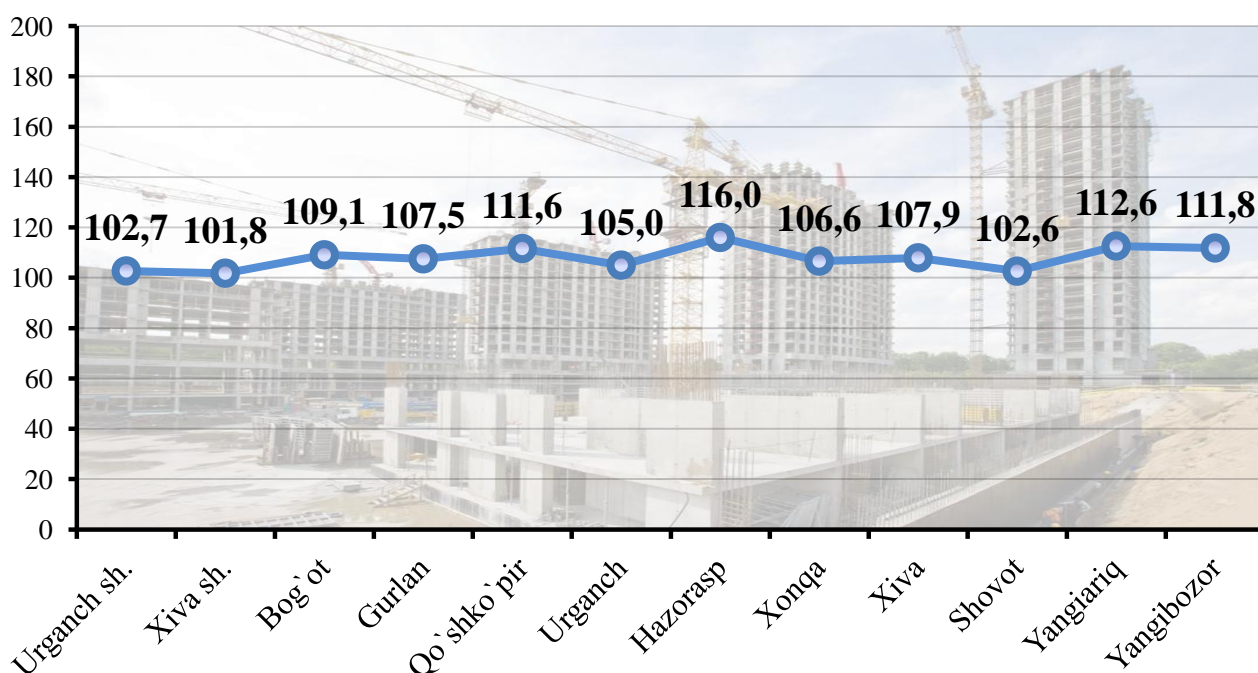 200
180
160
140
120
100
80
60
40
20
0
102,7
101,8
109,1
107,5
111,6
105,0
116,0
106,6
107,9
102,6
112,6
111,8
Urganch sh.
Xiva sh.
Bog`ot
Gurlan
Qo`shko`pir
Urganch
Hazorasp
Xonqa
Xiva
Shovot
Yangiariq
Yangibozor